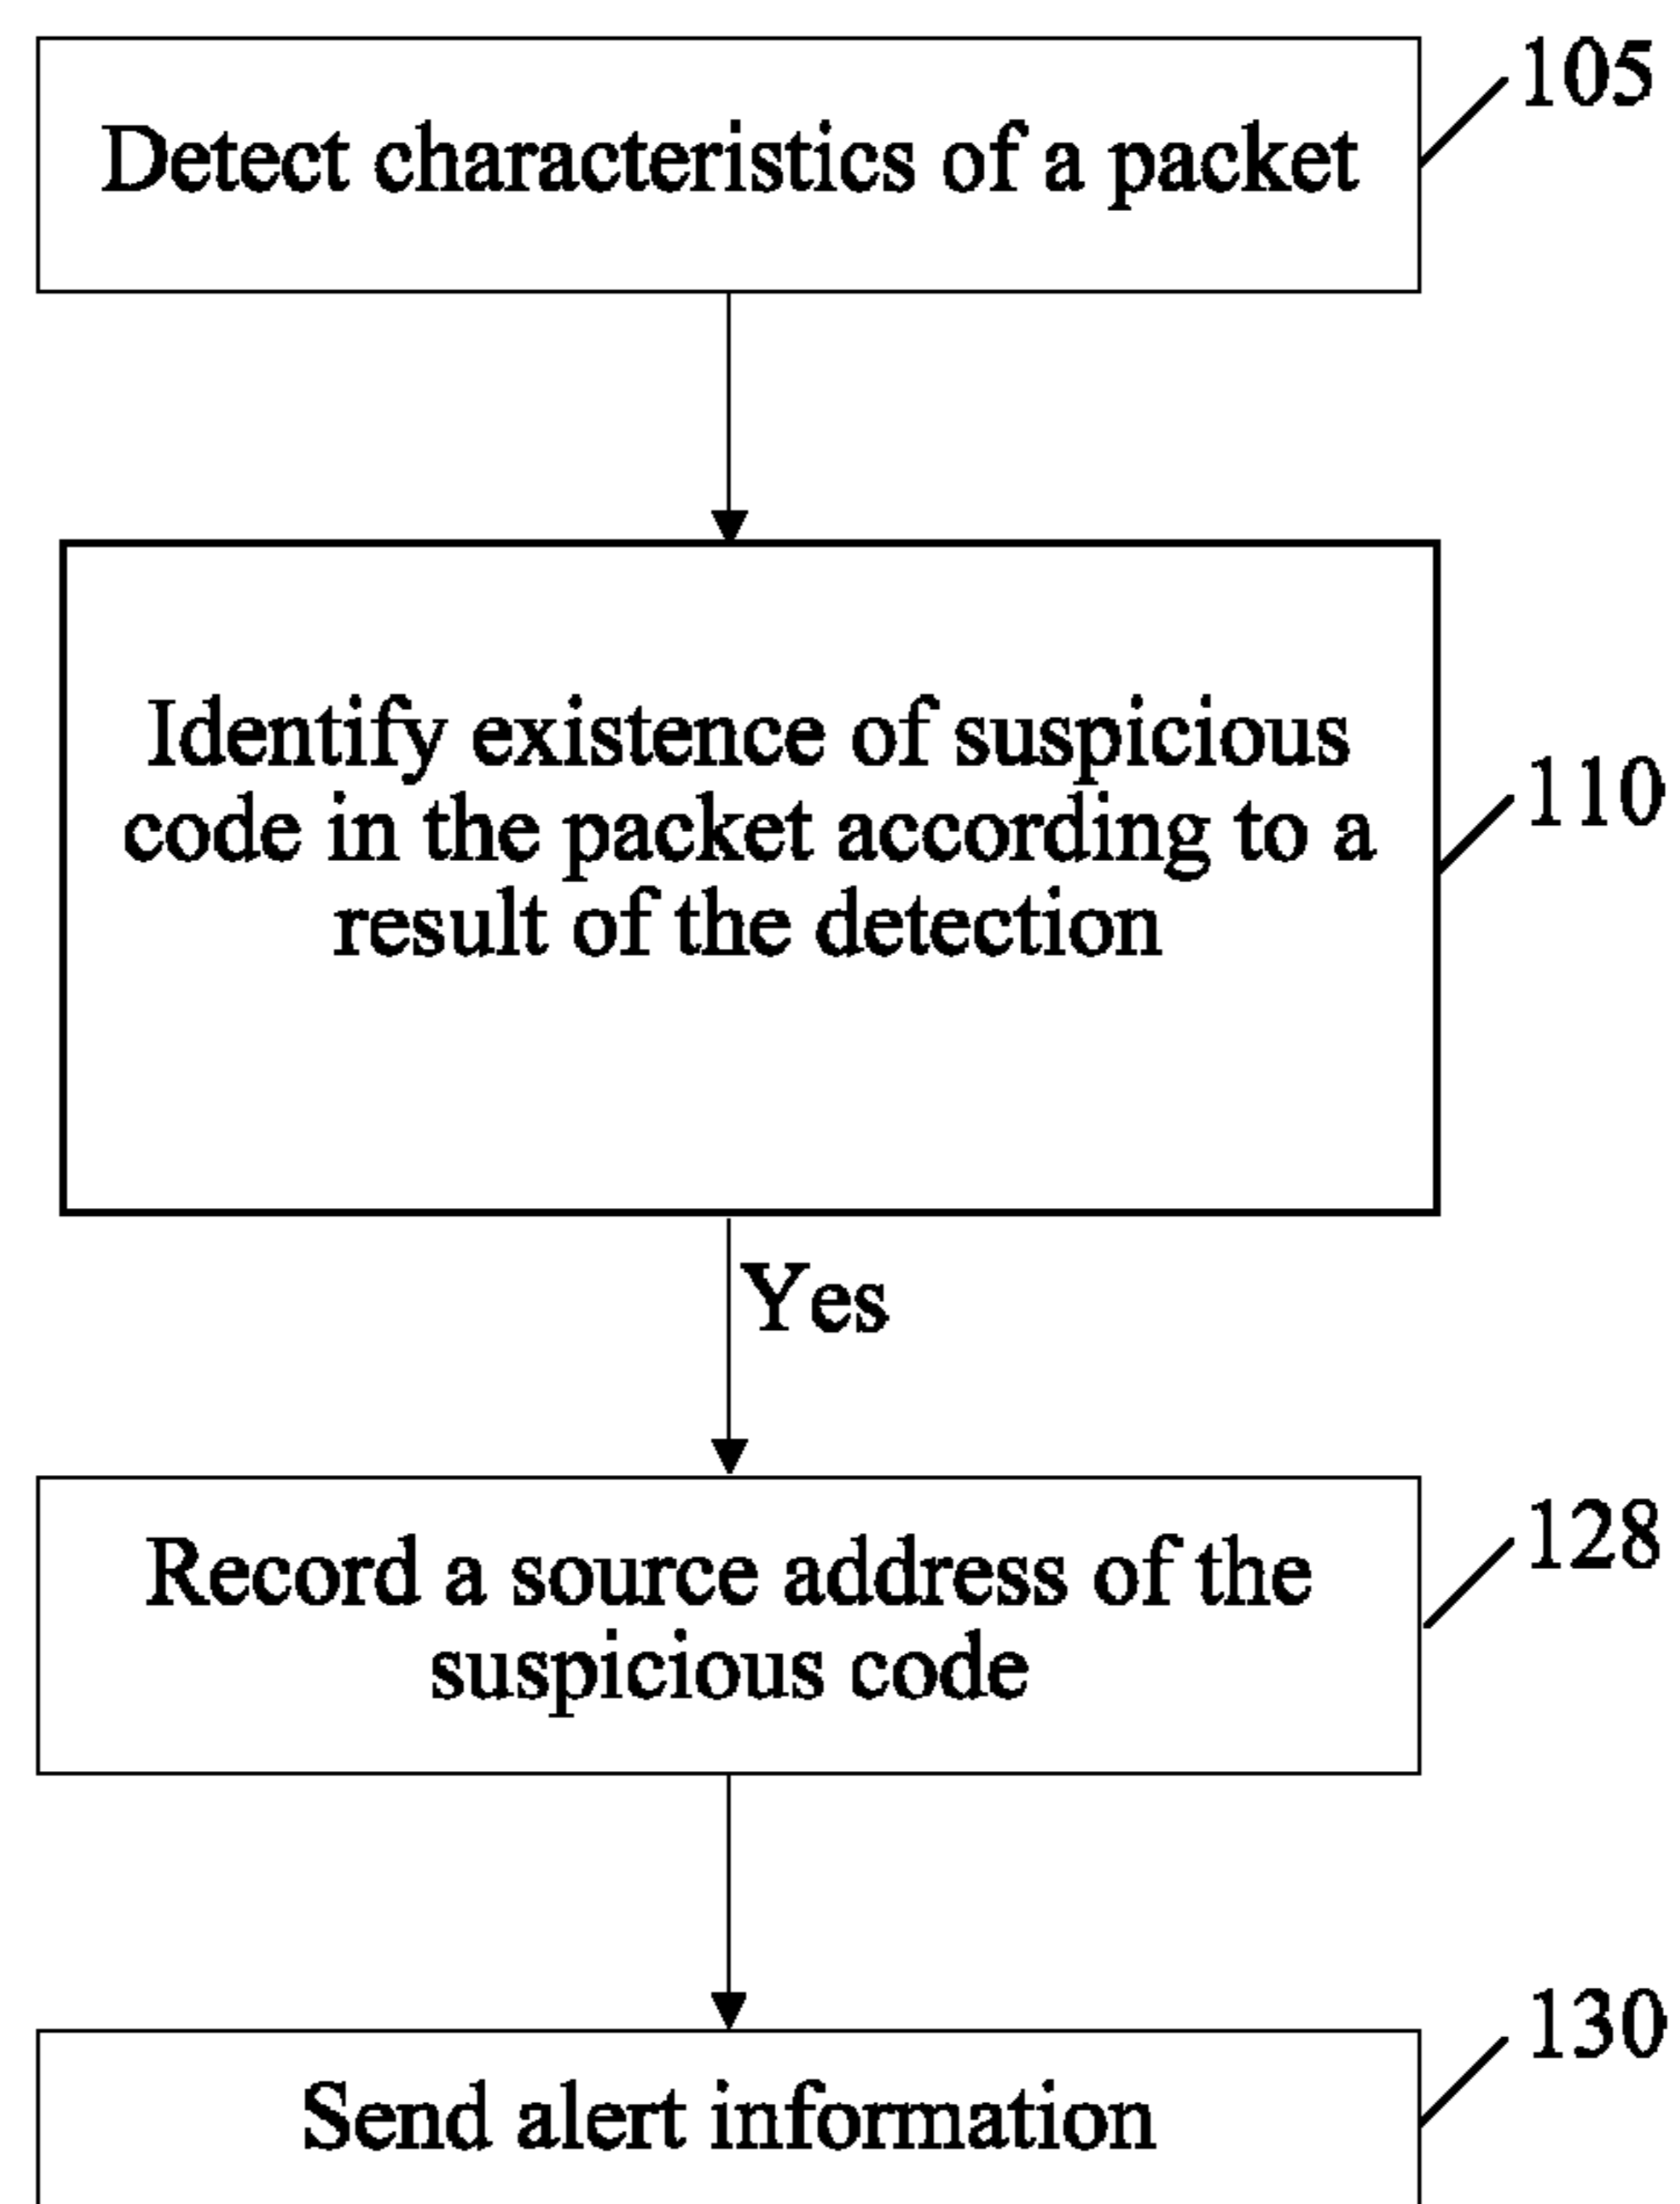 105
Detect characteristics of a packet
Identify existence of suspicious
code in the packet according to a
result of the detection
110
Yes
Record a source address of the
suspicious code
128
Send alert information
130